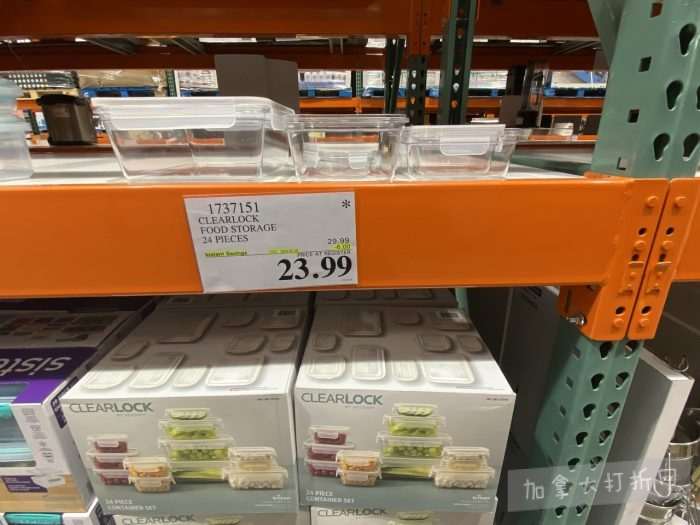 1737151 *
CLEARLOCK
FOOD STORAGE
24 PIECES
29.99
-6.00
Instant Savings
PRICE AT REGISTER
23.99
siste
CLEARLOCK
CLEARLOCK
24 PIECE
CONTAINER SET
24 PIECE
CONTAINER SET
CLEARLOCK
加拿大打折网